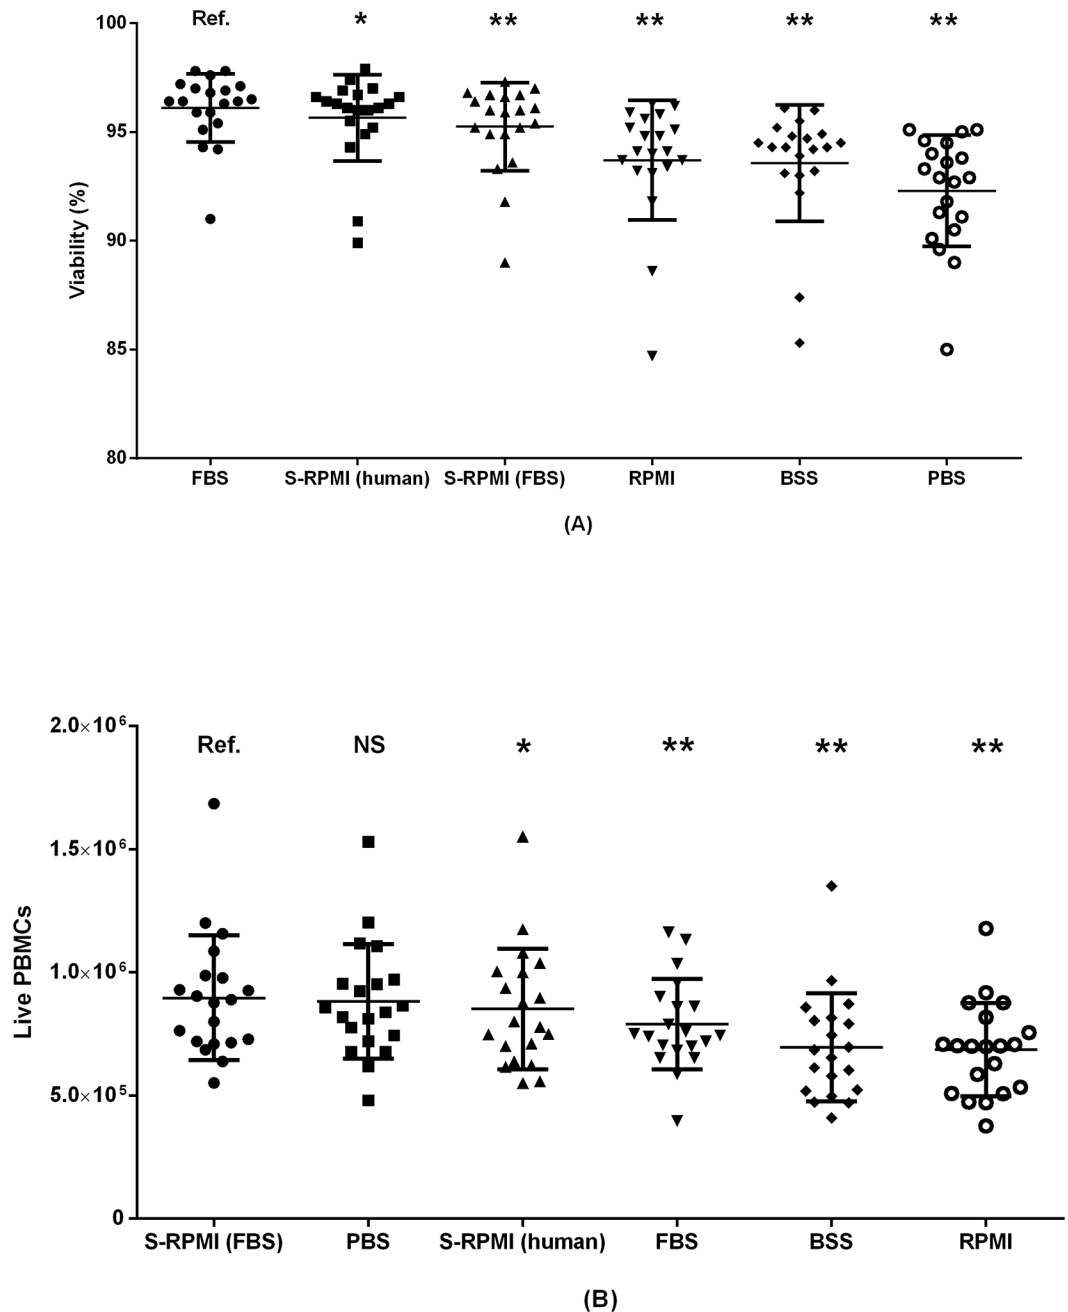 Ref. * ** ** ** **
100
95
90
85
80
Viability (%)
FBS S-RPMI (human) S-RPMI (FBS) RPMI BSS PBS
(A)
Ref. NS * ** ** **
2.0×10⁶
1.5×10⁶
1.0×10⁶
5.0×10⁵
0
Live PBMCs
S-RPMI (FBS) PBS S-RPMI (human) FBS BSS RPMI
(B)